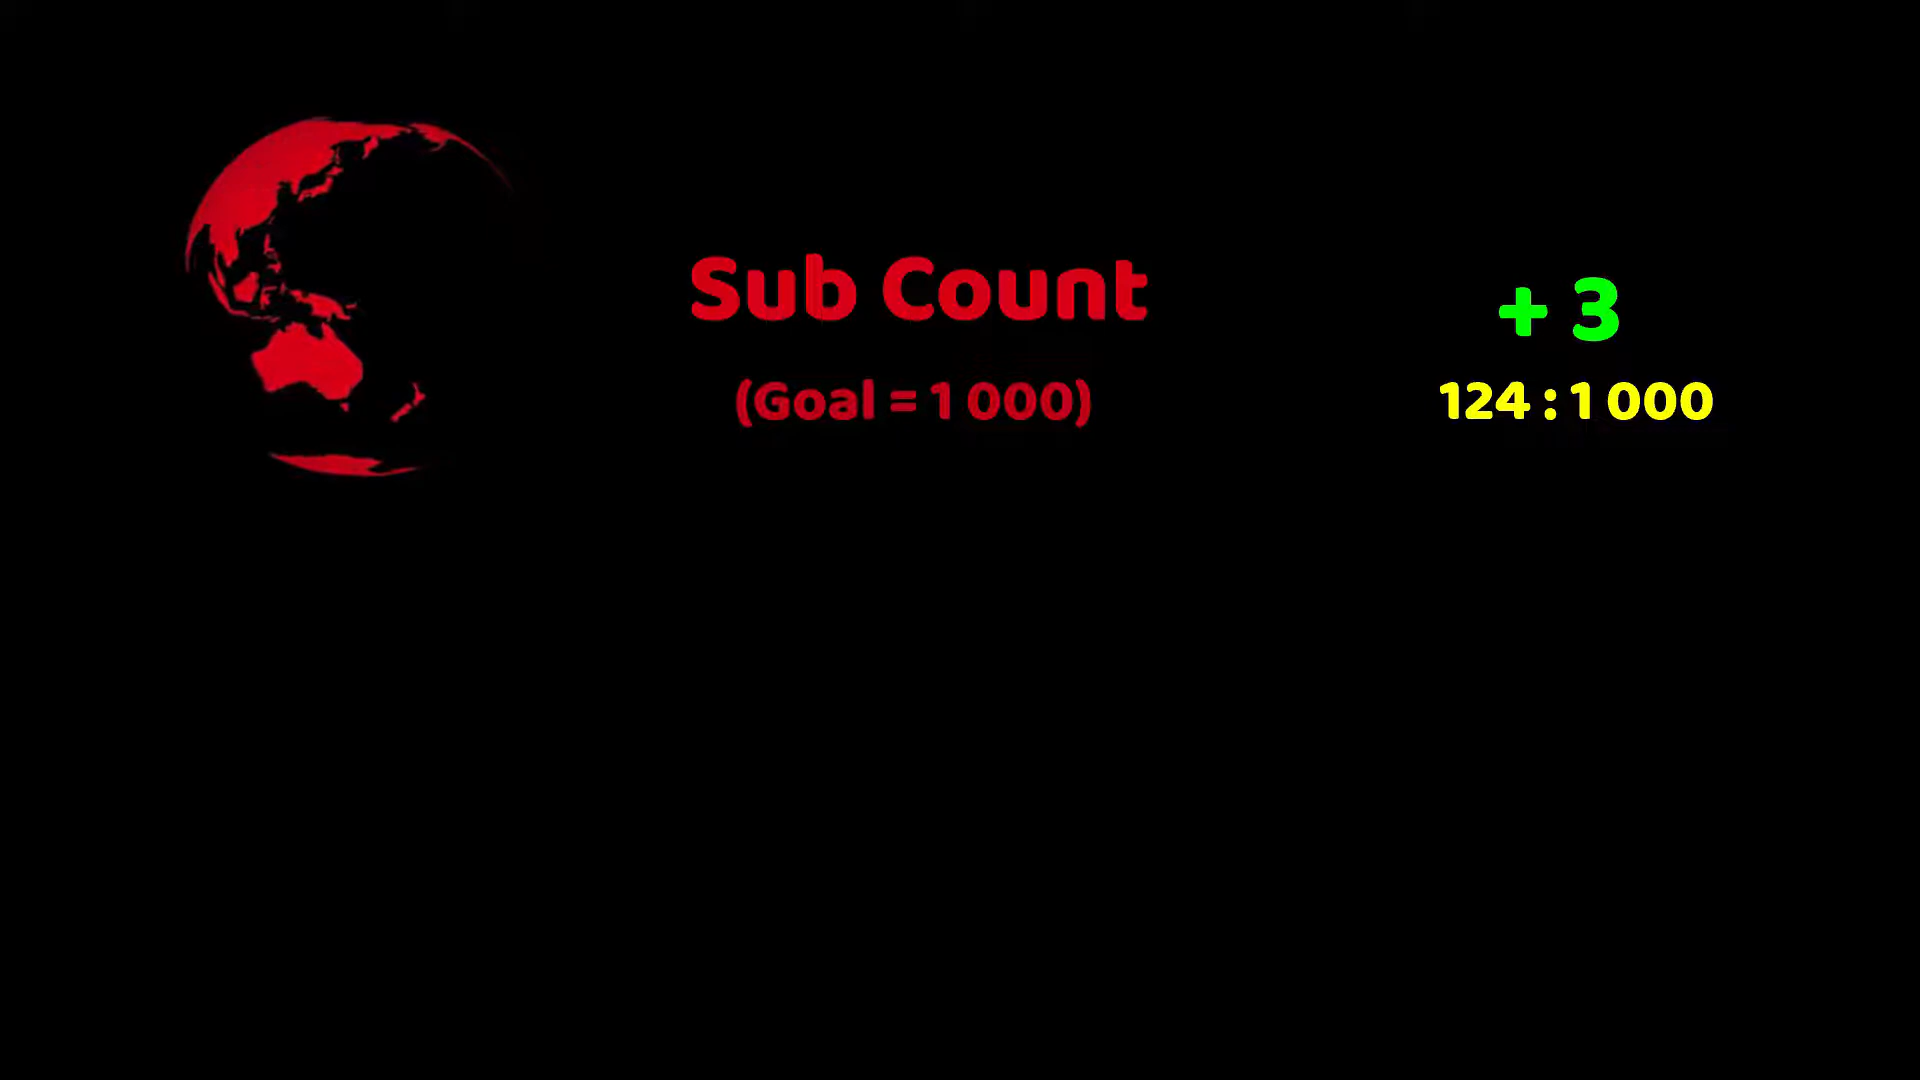 Sub Count
(Goal = 1 000)
+ 3
124 : 1 000